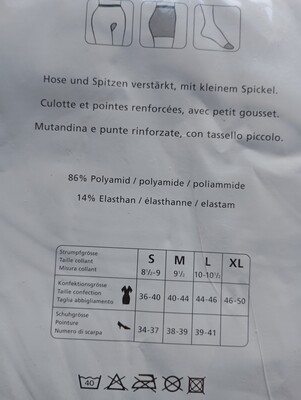 Hose und Spitzen verstärkt, mit kleinem Spickel.
Culotte et pointes renforcées, avec petit gousset.
Mutandina e punte rinforzate, con tassello piccolo.
86% Polyamid / polyamide / poliammide
14% Elasthan / élasthanne / elastam
Strumpfgrösse
Taille collant
Misura collant
S M L XL
8½-9 9½ 10-10½
Konfektionsgrösse
Taille confection
Taglia abbigliamento
36-40 40-44 44-46 46-50
Schuhgrösse
Pointure
Numero di scarpa
34-37 38-39 39-41
40